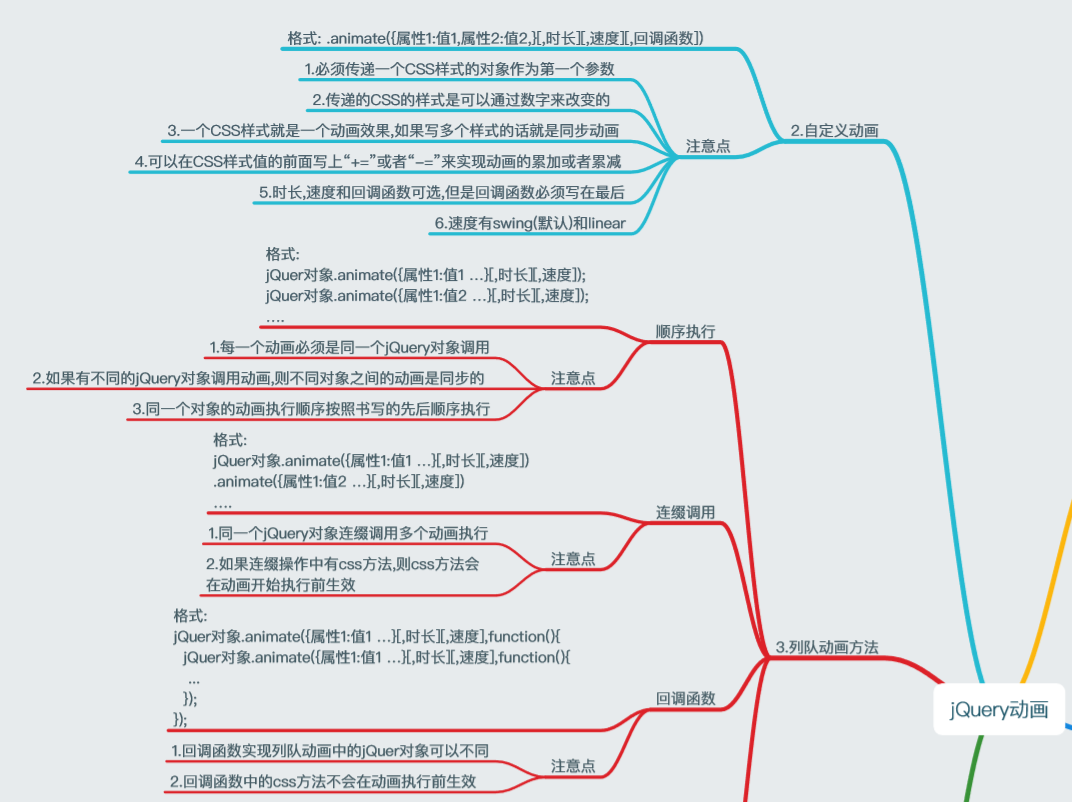 格式: .animate({属性1:值1,属性2:值2,}[,时长][,速度][,回调函数])
1.必须传递一个CSS样式的对象作为第一个参数
2.传递的CSS的样式是可以通过数字来改变的
3.一个CSS样式就是一个动画效果,如果写多个样式的话就是同步动画
4.可以在CSS样式值的前面写上“+=”或者“-=”来实现动画的累加或者累减
5.时长,速度和回调函数可选,但是回调函数必须写在最后
6.速度有swing(默认)和linear
注意点
2.自定义动画
格式:
jQuer对象.animate({属性1:值1 ...}[,时长][,速度]);
jQuer对象.animate({属性1:值2 ...}[,时长][,速度]);
....
顺序执行
1.每一个动画必须是同一个jQuery对象调用
2.如果有不同的jQuery对象调用动画,则不同对象之间的动画是同步的
3.同一个对象的动画执行顺序按照书写的先后顺序执行
注意点
格式:
jQuer对象.animate({属性1:值1 ...}[,时长][,速度])
.animate({属性1:值2 ...}[,时长][,速度])
....
连缀调用
1.同一个jQuery对象连缀调用多个动画执行
2.如果连缀操作中有css方法,则css方法会
在动画开始执行前生效
注意点
格式:
jQuer对象.animate({属性1:值1 ...}[,时长][,速度],function(){
jQuer对象.animate({属性1:值1 ...}[,时长][,速度],function(){
...
});
});
回调函数
1.回调函数实现列队动画中的jQuer对象可以不同
2.回调函数中的css方法不会在动画执行前生效
注意点
3.列队动画方法
jQuery动画